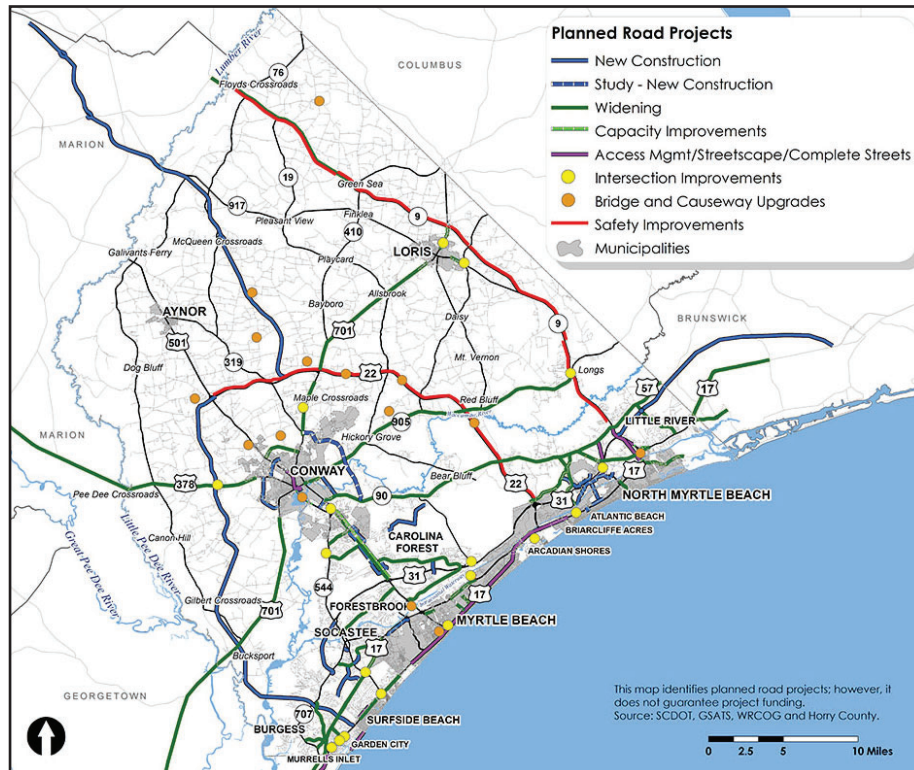 Planned Road Projects
New Construction
Study - New Construction
Widening
Capacity Improvements
Access Mgmt/Streetscape/Complete Streets
Intersection Improvements
Bridge and Causeway Upgrades
Safety Improvements
Municipalities
Lumber River
76
COLUMBUS
Floyds Crossroads
MARION
19
Green Sea
917
Pleasant View
Finklea
9
410
McQueen Crossroads
LORIS
Galivants Ferry
Playcard
Allsbrook
Bayboro
Daisy
AYNOR
701
9
BRUNSWICK
501
319
Mt. Vernon
Dog Bluff
22
Longs
57
17
Maple Crossroads
Red Bluff
905
LITTLE RIVER
MARION
Hickory Grove
CONWAY
Bear Bluff
17
378
22
Pee Dee Crossroads
90
31
NORTH MYRTLE BEACH
ATLANTIC BEACH
BRIARCLIFFE ACRES
Little Pee Dee River
Canon Hill
CAROLINA
FOREST
ARCADIAN SHORES
Great Pee Dee River
31
544
17
Gilbert Crossroads
701
FORESTBROOK
MYRTLE BEACH
SOCASTEE
17
Bucksport
GEORGETOWN
707
SURFSIDE BEACH
BURGESS
GARDEN CITY
MURRELLS INLET
This map identifies planned road projects; however, it
does not guarantee project funding.
Source: SCDOT, GSATS, WRCOG and Horry County.
0 2.5 5 10 Miles